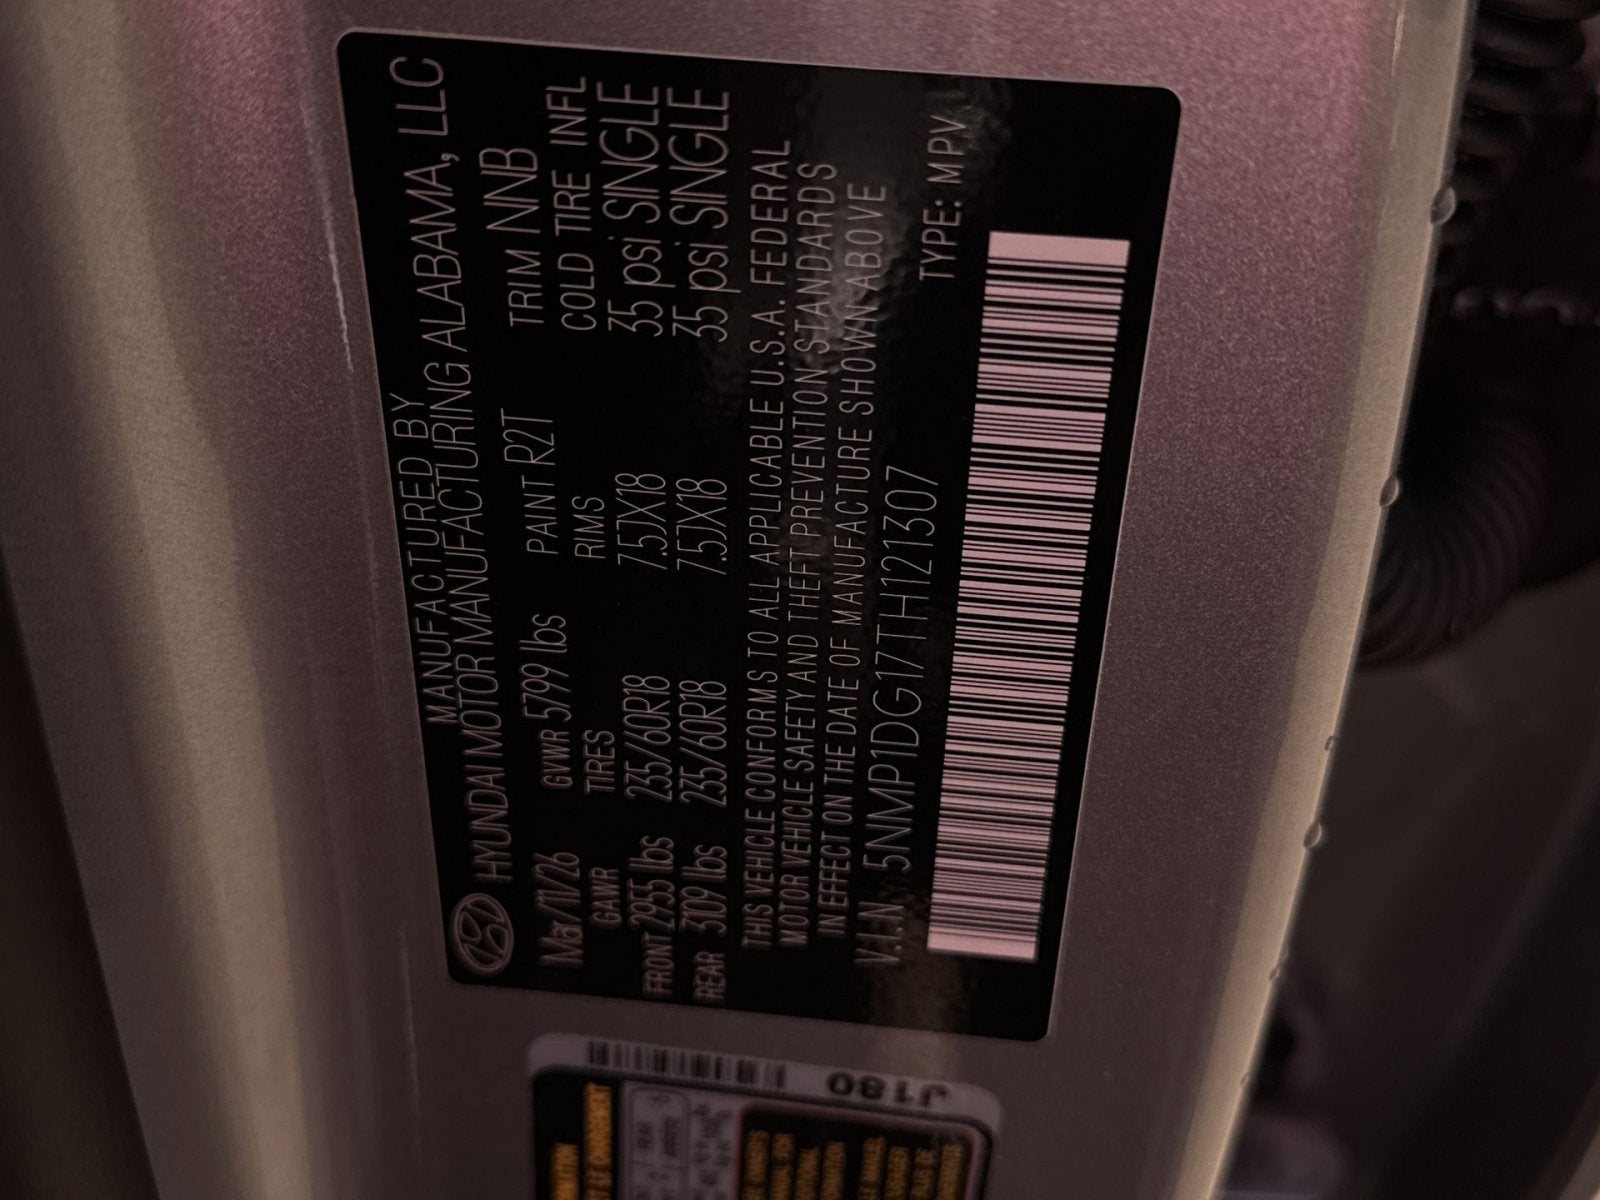 MANUFACTURED BY
HYUNDAI MOTOR MANUFACTURING ALABAMA, LLC
Mar/11/26 GVWR 5799 lbs PAINT R2T TRIM NNB
GAWR TIRES RIMS COLD TIRE INFL
FRONT 2955 lbs 235/60R18 7.5JX18 35 psi SINGLE
REAR 3109 lbs 235/60R18 7.5JX18 35 psi SINGLE
THIS VEHICLE CONFORMS TO ALL APPLICABLE U.S.A. FEDERAL
MOTOR VEHICLE SAFETY AND THEFT PREVENTION STANDARDS
IN EFFECT ON THE DATE OF MANUFACTURE SHOWN ABOVE
V.I.N 5NMP1DG17TH121307 TYPE: MPV
J180